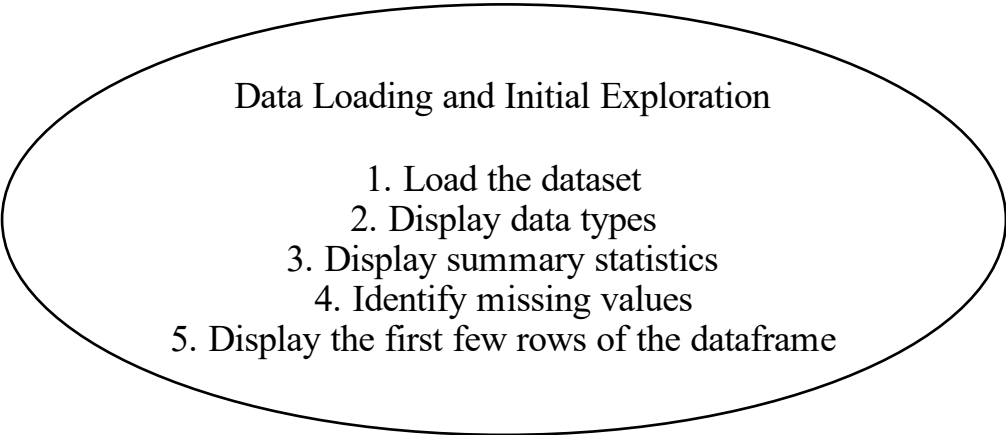 Data Loading and Initial Exploration
1. Load the dataset
2. Display data types
3. Display summary statistics
4. Identify missing values
5. Display the first few rows of the dataframe